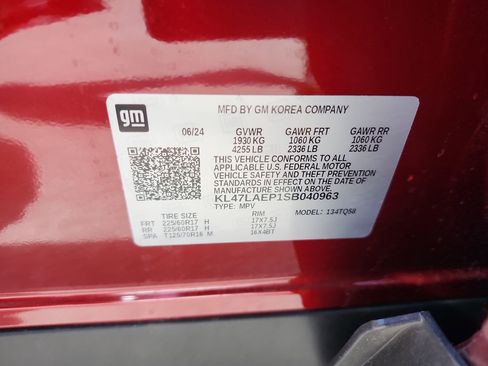 gm
MFD BY GM KOREA COMPANY
06/24 GVWR GAWR FRT GAWR RR
1930 KG 1060 KG 1060 KG
4255 LB 2336 LB 2336 LB
THIS VEHICLE CONFORMS TO ALL
APPLICABLE U.S. FEDERAL MOTOR
VEHICLE SAFETY, BUMPER, AND
THEFT PREVENTION STANDARDS
IN EFFECT ON THE DATE OF
MANUFACTURE SHOWN ABOVE.
KL47LAEP1SB040963
TYPE: MPV MODEL: 1S4TQ58
TIRE SIZE RIM
FRT 225/60R17 H 17X7.5J
RR 225/60R17 H 17X7.5J
SPA T125/70R16 M 16X4BT